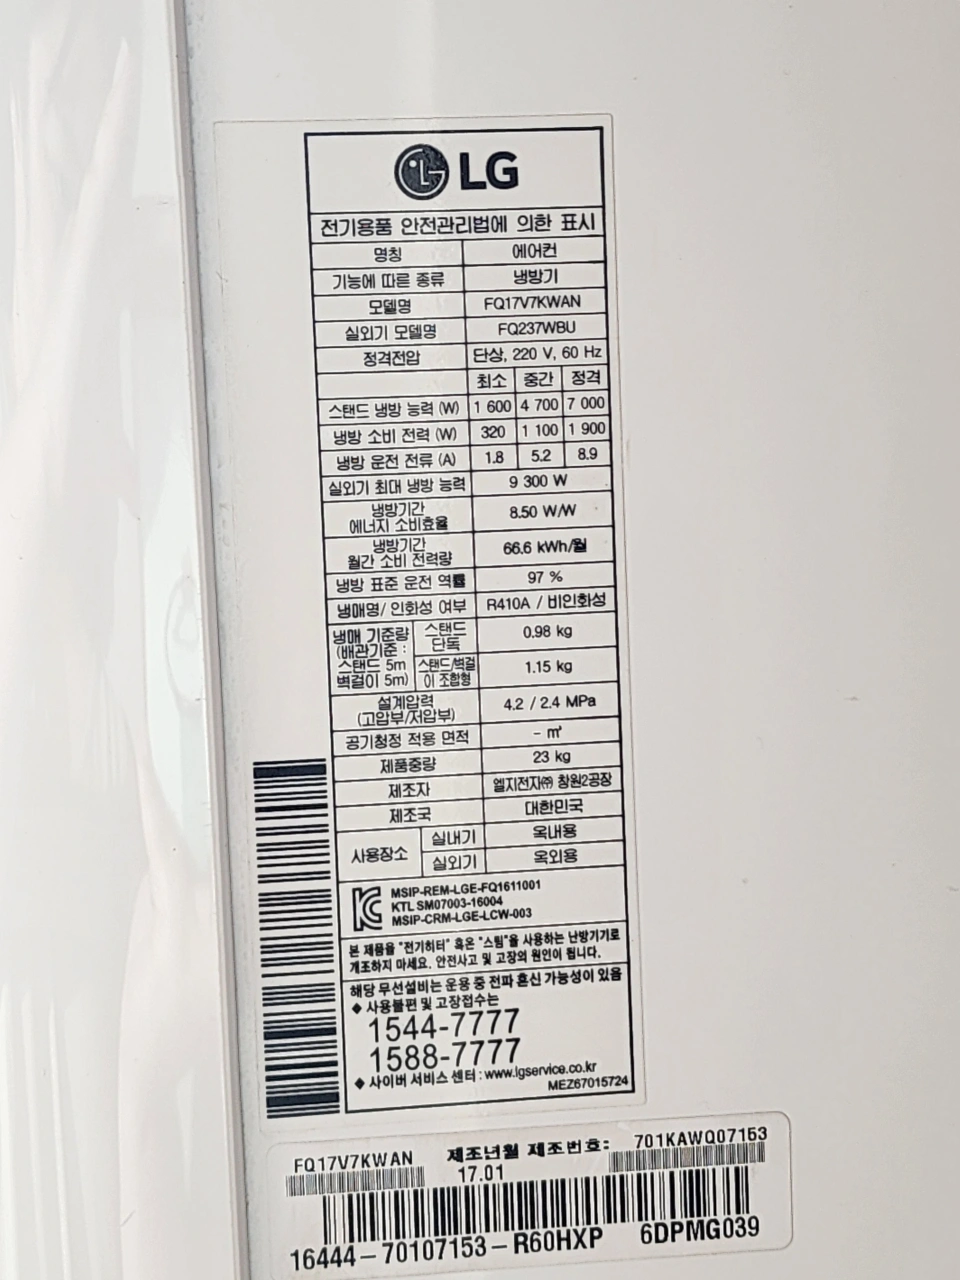 LG
전기용품 안전관리법에 의한 표시
명칭 에어컨
기능에 따른 종류 냉방기
모델명 FQ17V7KWAN
실외기 모델명 FQ237WBU
정격전압 단상, 220 V, 60 Hz
최소 중간 정격
스탠드 냉방 능력 (W) 1 600 4 700 7 000
냉방 소비 전력 (W) 320 1 100 1 900
냉방 운전 전류 (A) 1.8 5.2 8.9
실외기 최대 냉방 능력 9 300 W
냉방기간
에너지 소비효율 8.50 W/W
냉방기간
월간 소비 전력량 66.6 kWh/월
냉방 표준 운전 역률 97 %
냉매명/ 인화성 여부 R410A / 비인화성
냉매 기준량
(배관기준 :
스탠드 5m
벽걸이 5m)
스탠드
단독 0.98 kg
스탠드/벽걸
이 조합형 1.15 kg
설계압력
(고압부/저압부) 4.2 / 2.4 MPa
공기청정 적용 면적 - ㎡
제품중량 23 kg
제조자 엘지전자㈜ 창원2공장
제조국 대한민국
사용장소
실내기 옥내용
실외기 옥외용
MSIP-REM-LGE-FQ1611001
KTL SM07003-16004
MSIP-CRM-LGE-LCW-003
본 제품을 "전기히터" 혹은 "스팀"을 사용하는 난방기기로
개조하지 마세요. 안전사고 및 고장의 원인이 됩니다.
해당 무선설비는 운용 중 전파 혼신 가능성이 있음
◆ 사용불편 및 고장접수는
1544-7777
1588-7777
◆ 사이버 서비스 센터 : www.lgservice.co.kr
MEZ67015724
FQ17V7KWAN 제조년월 제조번호: 701KAWQ07153
17.01
16444-70107153-R60HXP 6DPMG039